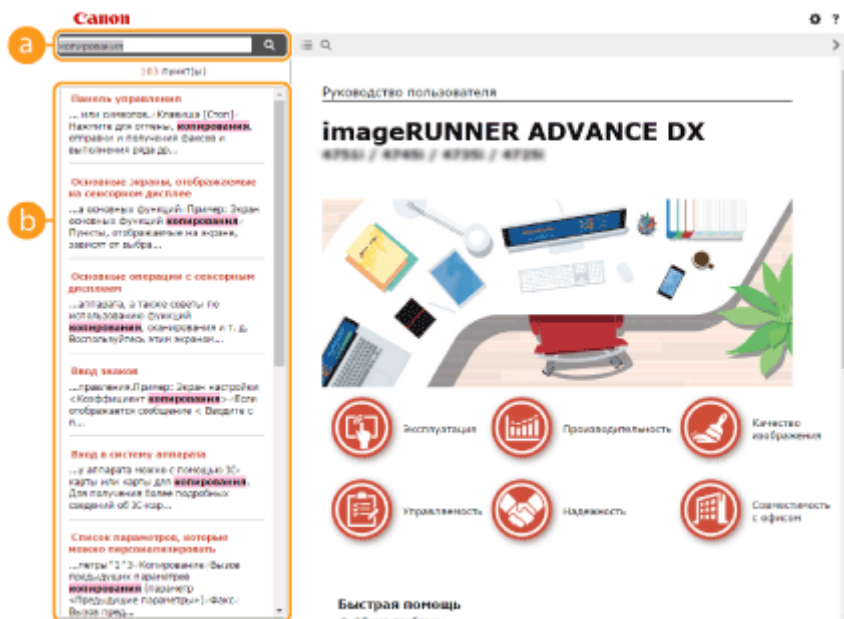 Canon
?
a
копирования
103 пункт(ы)
b
Панель управления
... или символов.-Клавиша [Стоп]-
Нажмите для отмены, копирования,
отправки и получения факсов и
выполнения ряда др...
Основные экраны, отображаемые
на сенсорном дисплее
...а основных функций-Пример: Экран
основных функций копирования-
Пункты, отображаемые на экране,
зависят от выбра...
Основные операции с сенсорным
дисплеем
...аппарата, а также советы по
использованию функций
копирования, сканирования и т. д.
Воспользуйтесь этим экраном...
Ввод знаков
...правления.Пример: Экран настройки
<Коэффициент копирования>-Если
отображается сообщение < Введите с
п...
Вход в систему аппарата
...у аппарата можно с помощью IC-
карты или карты для копирования.
Для получения более подробных
сведений об IC-кар...
Список параметров, которые
можно персонализировать
...летры*1*3-Копирование-Вызов
предыдущих параметров
копирования (параметр
<Предыдущие параметры>)-Факс-
Вызов пред...
Руководство пользователя
imageRUNNER ADVANCE DX
4751i / 4745i / 4735i / 4725i
Эксплуатация
Производительность
Качество
изображения
Управляемость
Надежность
Совместимость
с офисом
Быстрая помощь